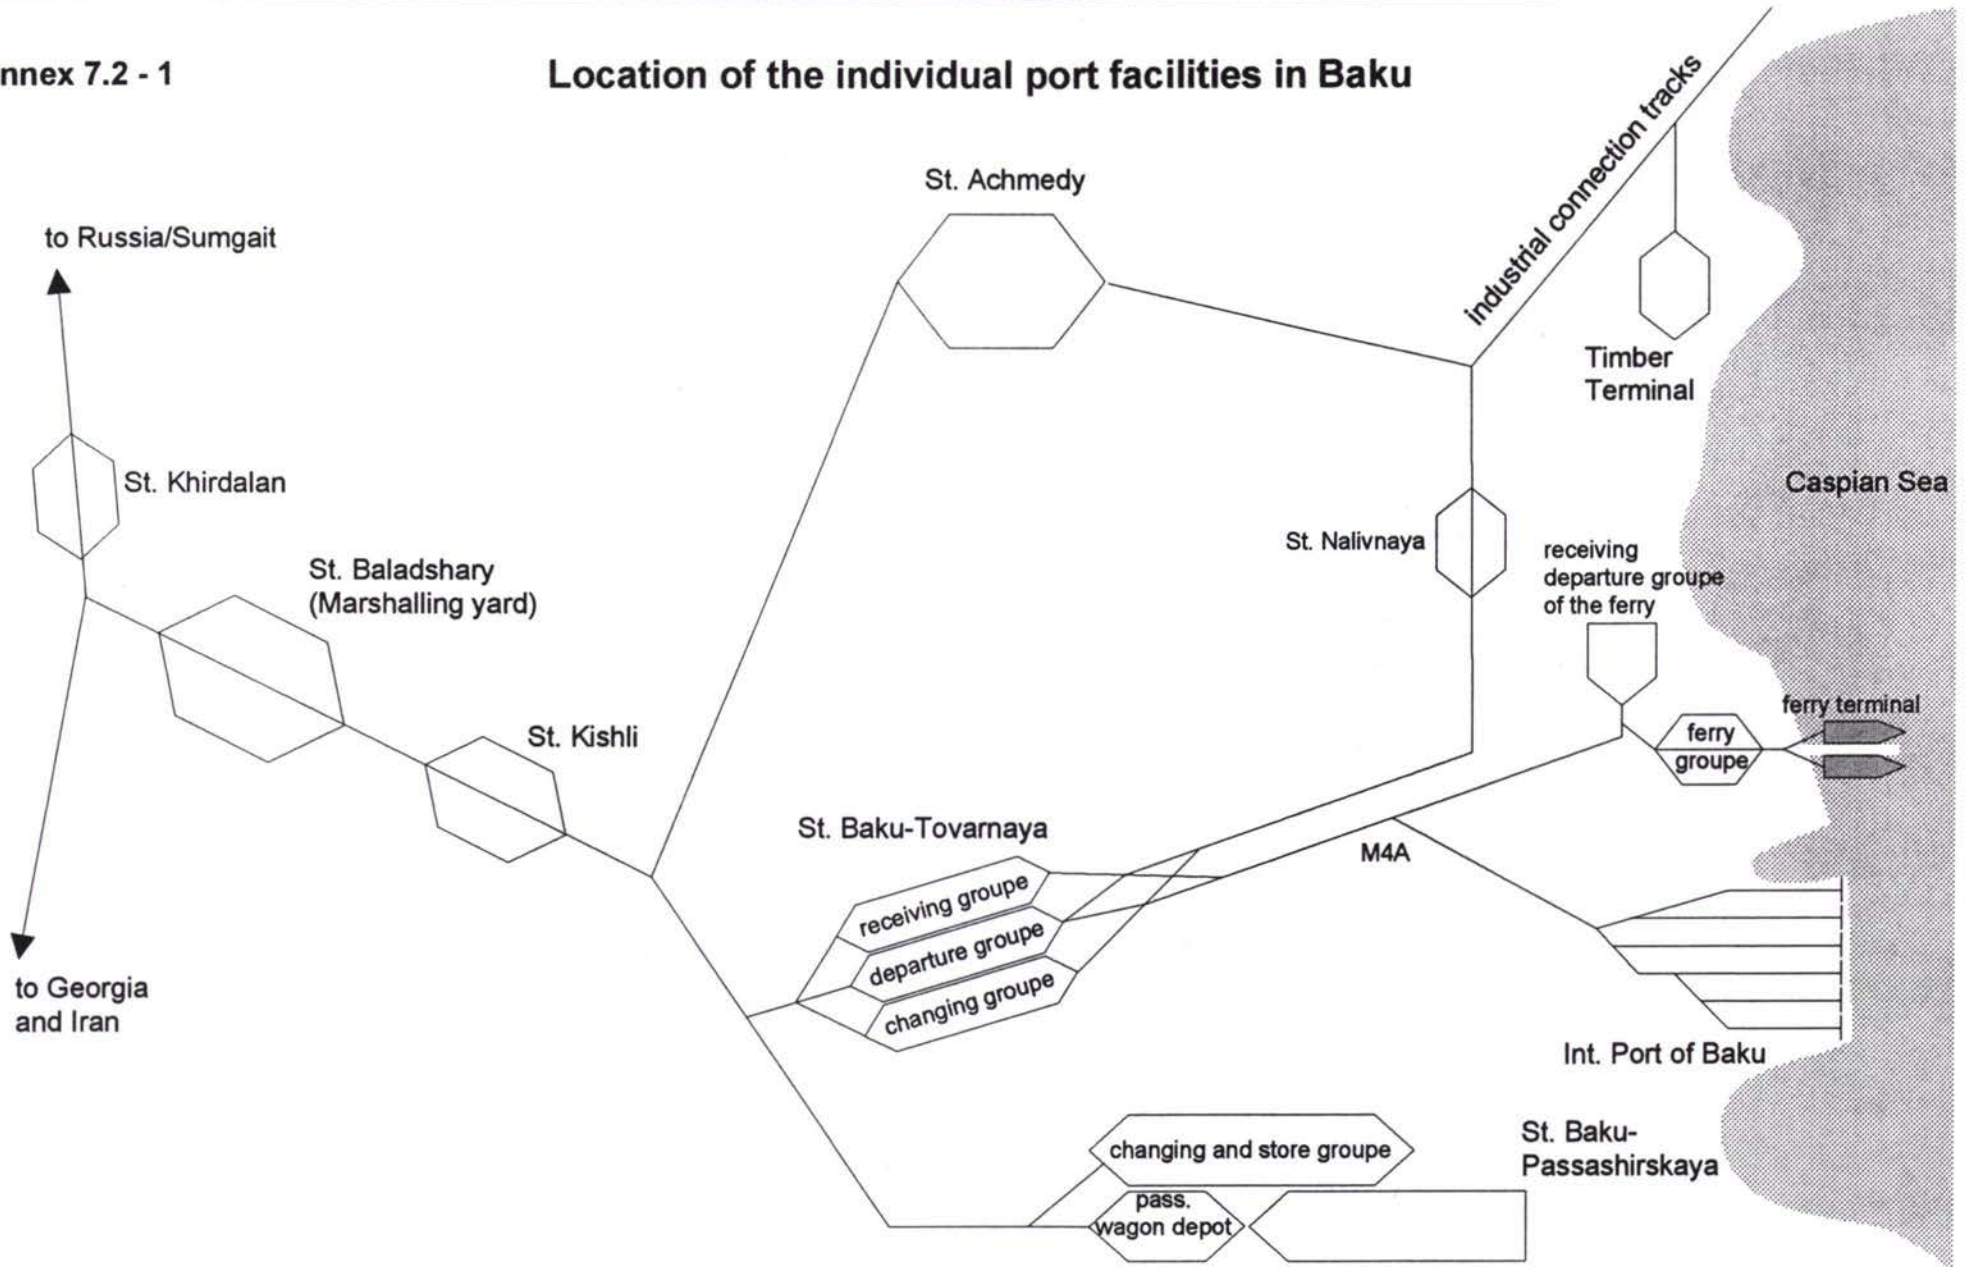 nnex 7.2 - 1
Location of the individual port facilities in Baku
industrial connection tracks
St. Achmedy
to Russia/Sumgait
Timber
Terminal
St. Khirdalan
Caspian Sea
St. Nalivnaya
receiving
departure groupe
of the ferry
St. Baladshary
(Marshalling yard)
ferry terminal
ferry
groupe
St. Kishli
St. Baku-Tovarnaya
M4A
receiving groupe
departure groupe
changing groupe
to Georgia
and Iran
Int. Port of Baku
St. Baku-
Passashirskaya
changing and store groupe
pass.
wagon depot